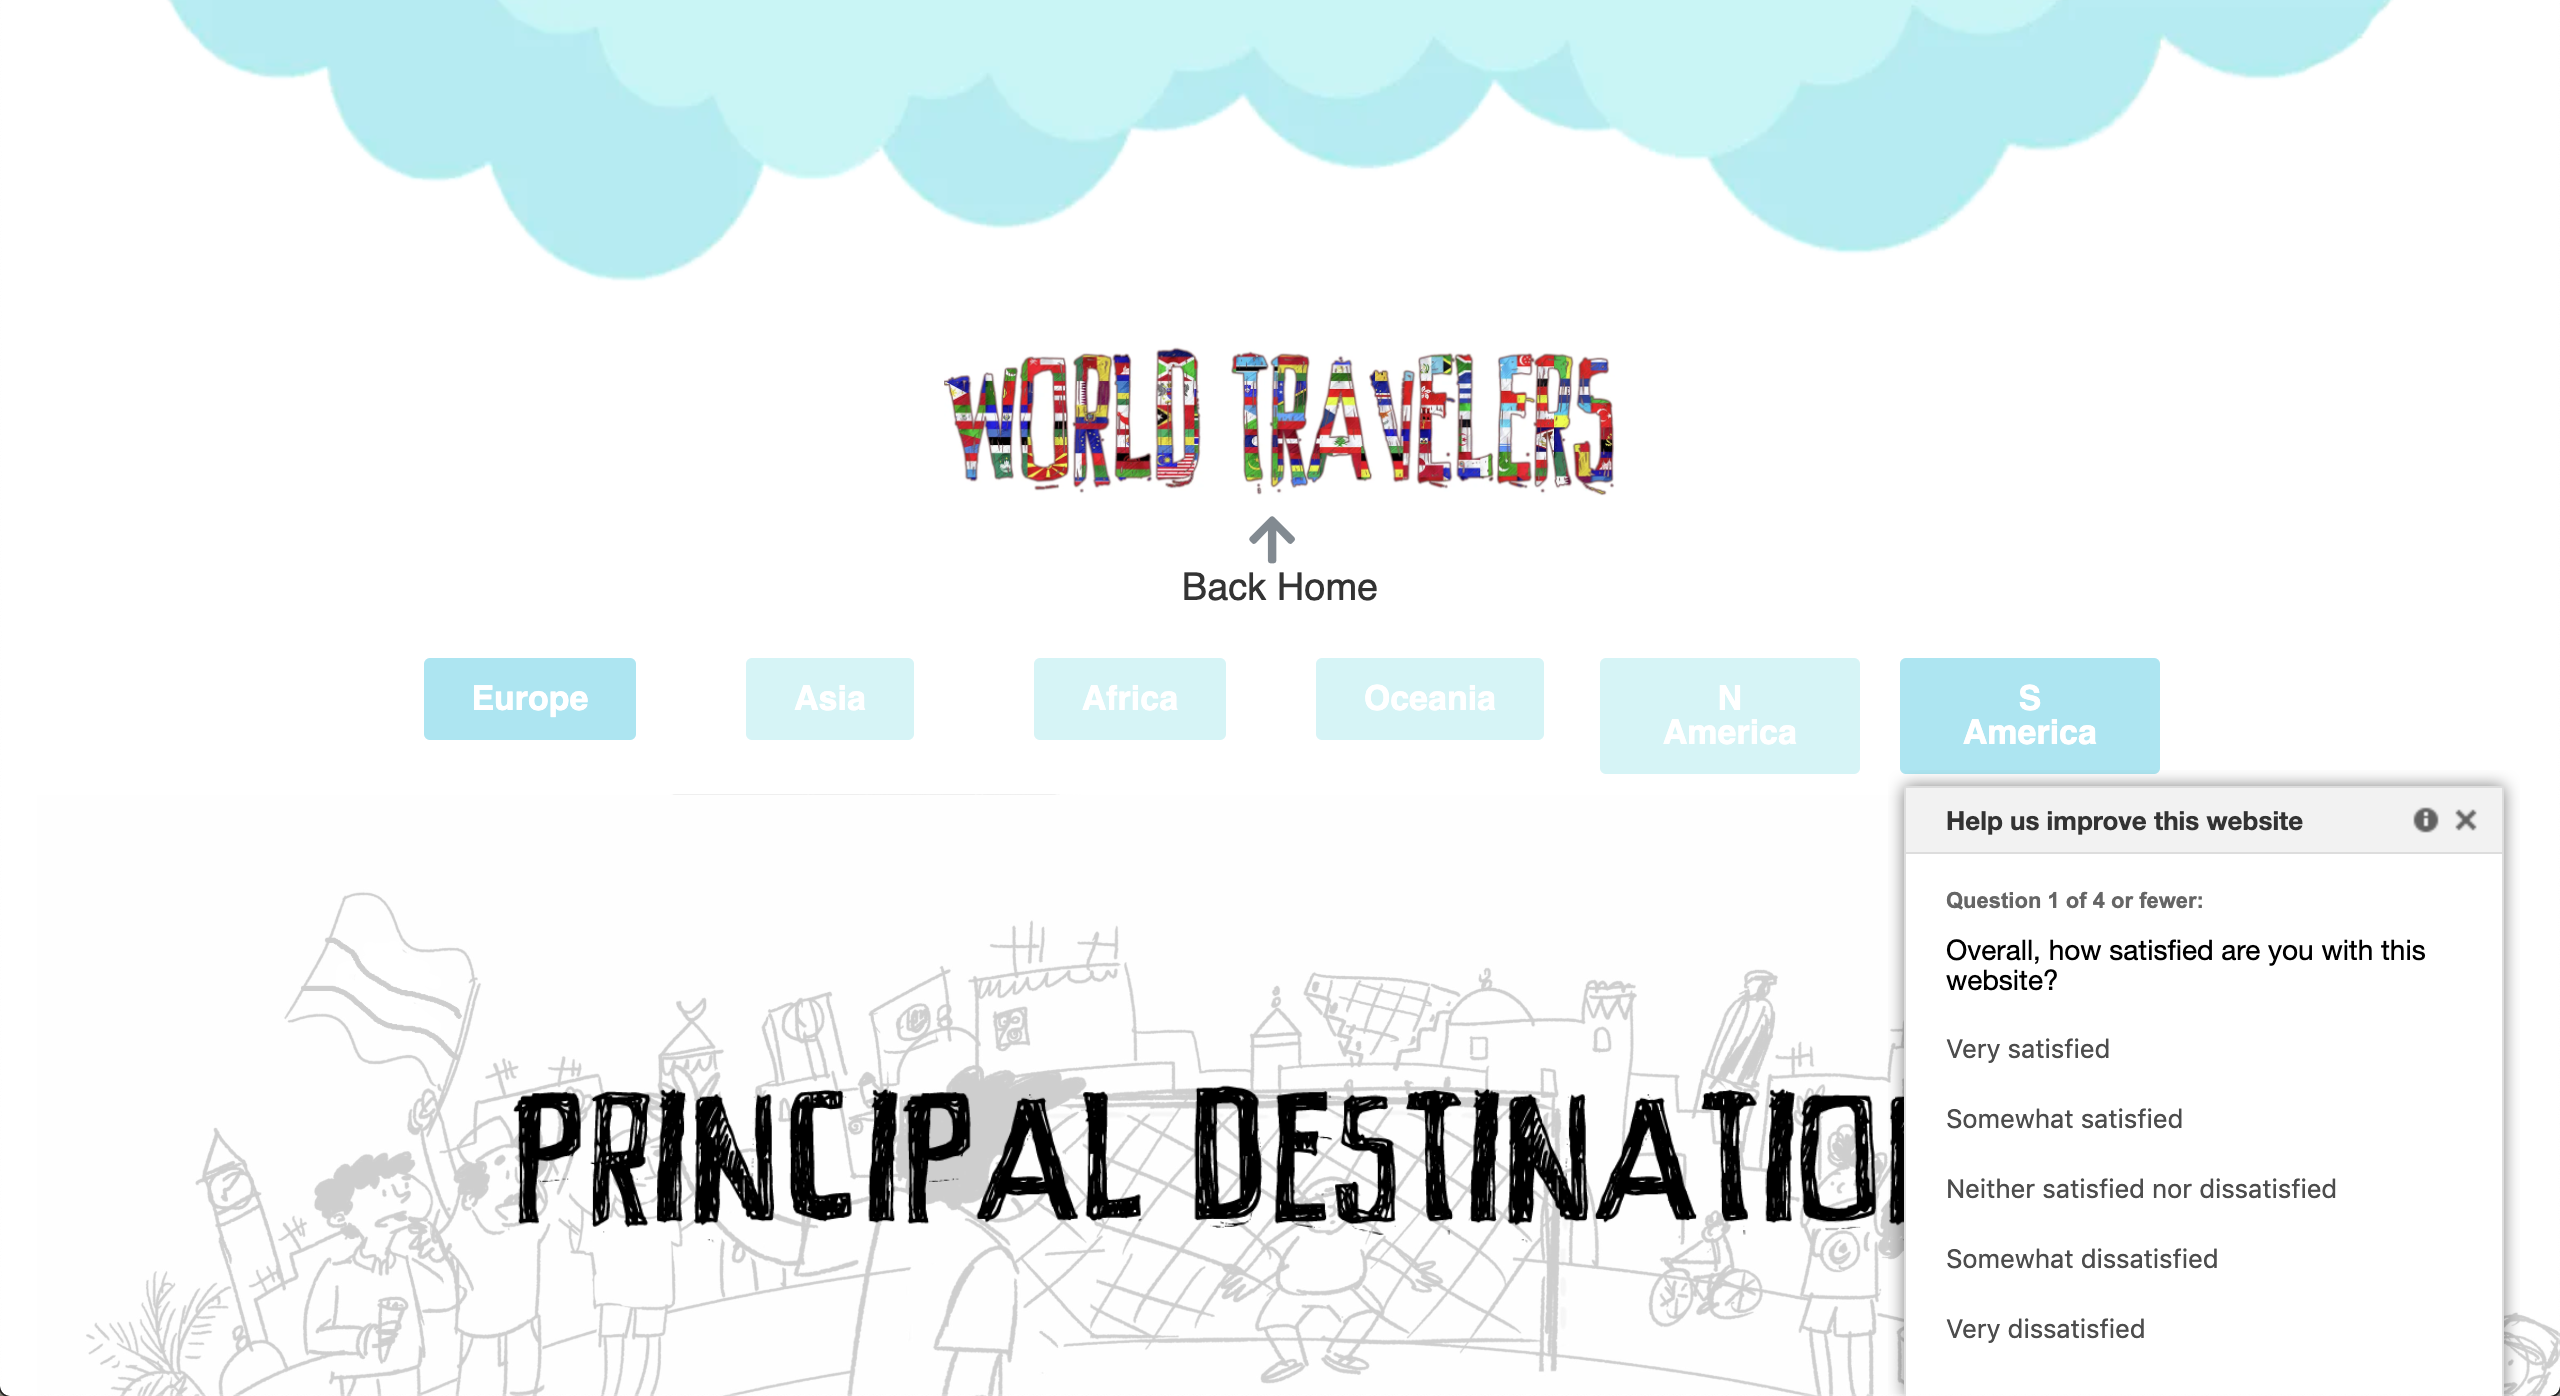 WORLD TRAVELERS
Back Home
Europe
Asia
Africa
Oceania
N
America
S
America
Help us improve this website
Question 1 of 4 or fewer:
Overall, how satisfied are you with this
website?
Very satisfied
Somewhat satisfied
Neither satisfied nor dissatisfied
Somewhat dissatisfied
Very dissatisfied
PRINCIPAL